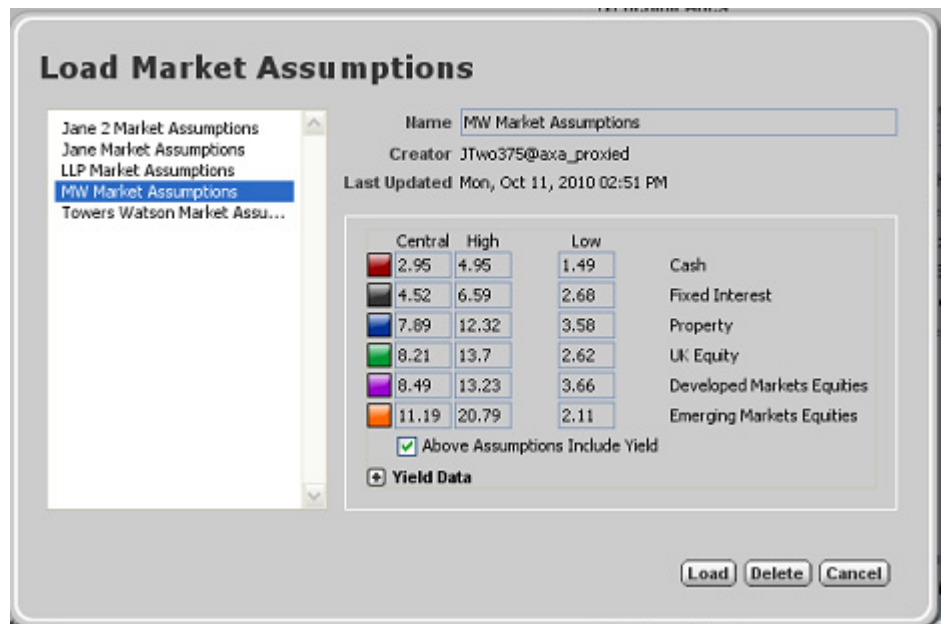 Load Market Assumptions
Jane 2 Market Assumptions
Jane Market Assumptions
LLP Market Assumptions
MW Market Assumptions
Towers Watson Market Assu...
Name MW Market Assumptions
Creator JTwo375@axa_proxied
Last Updated Mon, Oct 11, 2010 02:51 PM
Central High Low
2.95 4.95 1.49 Cash
4.52 6.59 2.68 Fixed Interest
7.89 12.32 3.58 Property
8.21 13.7 2.62 UK Equity
8.49 13.23 3.66 Developed Markets Equities
11.19 20.79 2.11 Emerging Markets Equities
Above Assumptions Include Yield
Yield Data
Load Delete Cancel